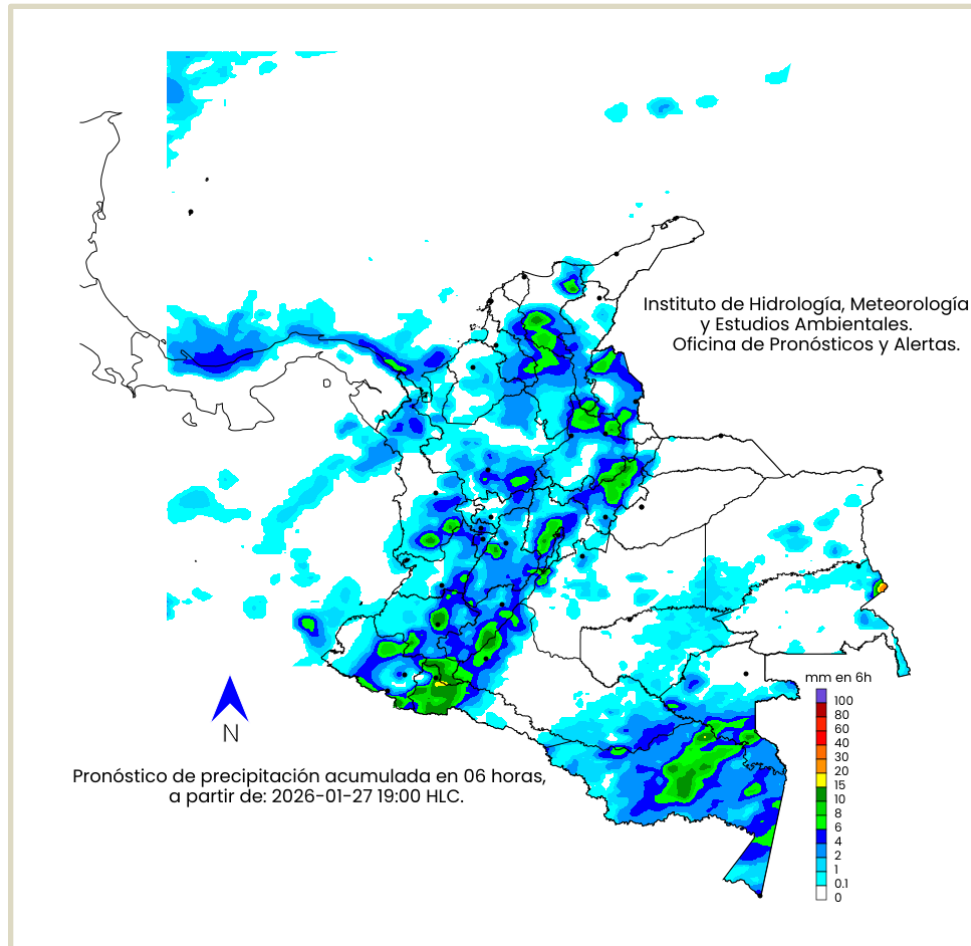 Instituto de Hidrología, Meteorología
y Estudios Ambientales.
Oficina de Pronósticos y Alertas.
N
Pronóstico de precipitación acumulada en 06 horas,
a partir de: 2026-01-27 19:00 HLC.
mm en 6h
100
80
60
40
30
20
15
10
8
6
4
2
1
0.1
0